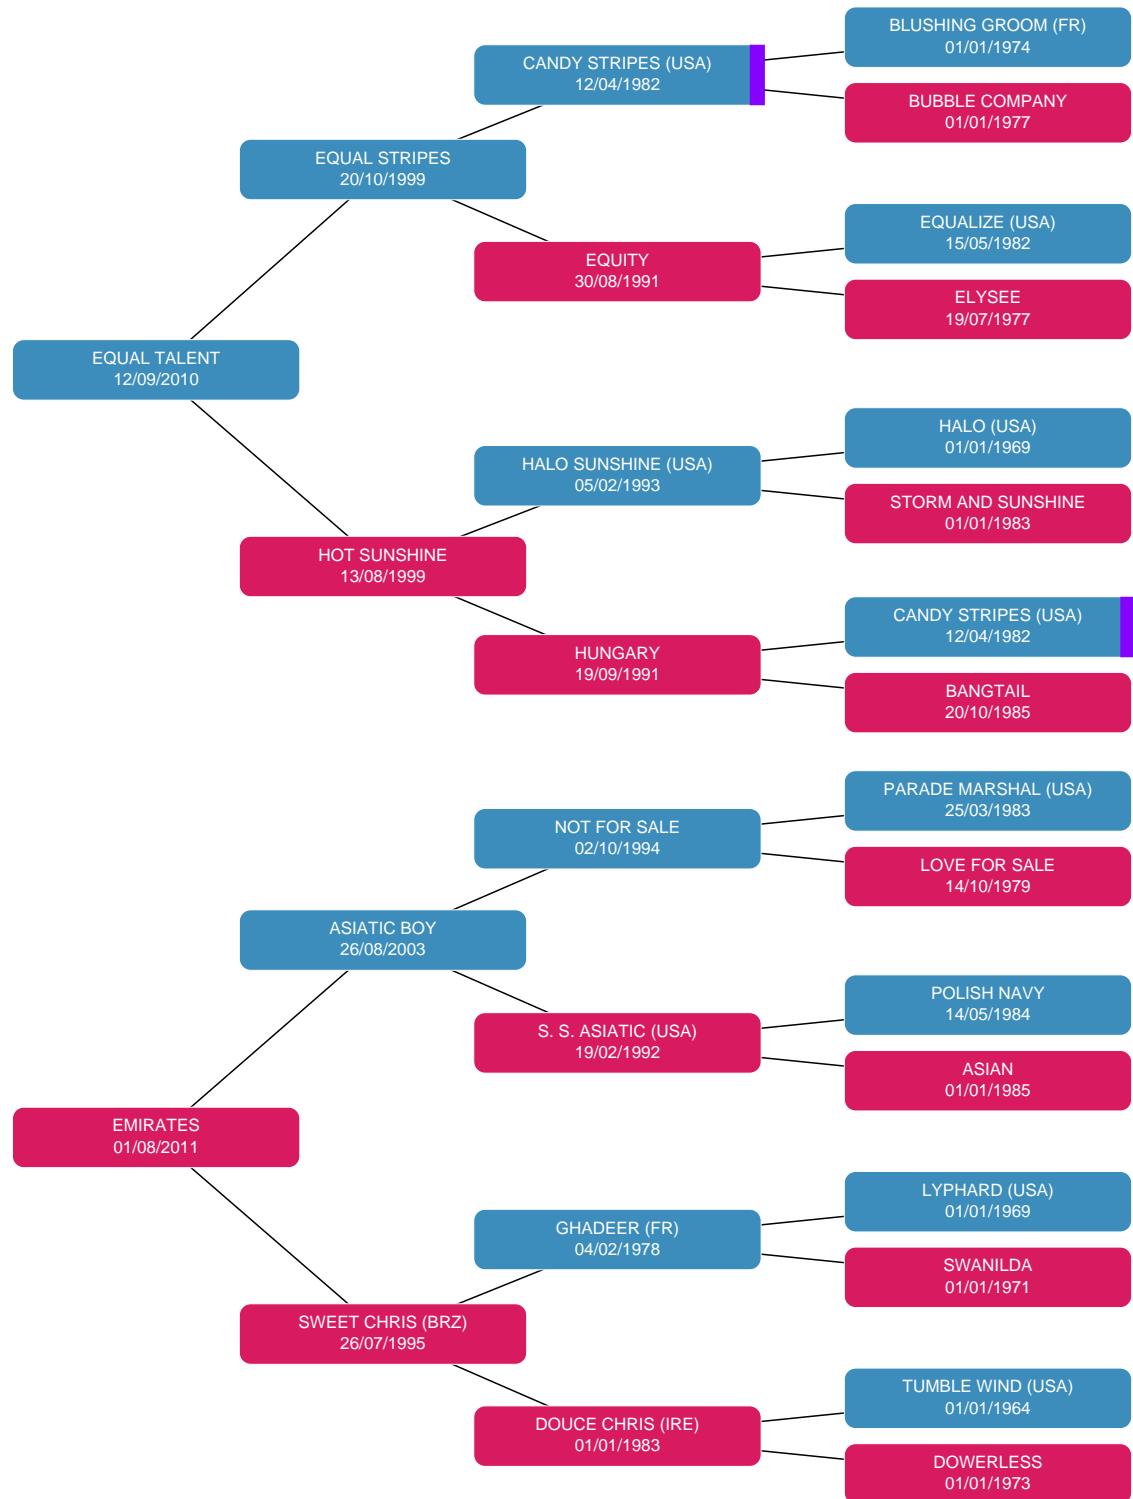 BLUSHING GROOM (FR)
01/01/1974
CANDY STRIPES (USA)
12/04/1982
BUBBLE COMPANY
01/01/1977
EQUAL STRIPES
20/10/1999
EQUALIZE (USA)
15/05/1982
EQUITY
30/08/1991
ELYSEE
19/07/1977
EQUAL TALENT
12/09/2010
HALO (USA)
01/01/1969
HALO SUNSHINE (USA)
05/02/1993
STORM AND SUNSHINE
01/01/1983
HOT SUNSHINE
13/08/1999
CANDY STRIPES (USA)
12/04/1982
HUNGARY
19/09/1991
BANGTAIL
20/10/1985
PARADE MARSHAL (USA)
25/03/1983
NOT FOR SALE
02/10/1994
LOVE FOR SALE
14/10/1979
ASIATIC BOY
26/08/2003
POLISH NAVY
14/05/1984
S. S. ASIATIC (USA)
19/02/1992
ASIAN
01/01/1985
EMIRATES
01/08/2011
LYPHARD (USA)
01/01/1969
GHADEER (FR)
04/02/1978
SWANILDA
01/01/1971
SWEET CHRIS (BRZ)
26/07/1995
TUMBLE WIND (USA)
01/01/1964
DOUCE CHRIS (IRE)
01/01/1983
DOWERLESS
01/01/1973